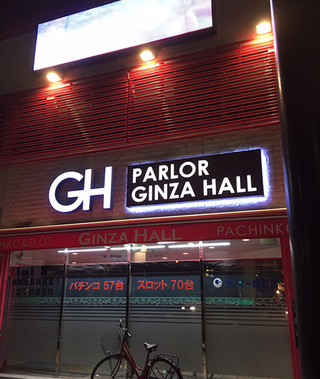 GH
PARLOR
GINZA HALL
NKO&SLOT
GINZA HALL
PACHINKO
パチンコ 57台
スロット 70台